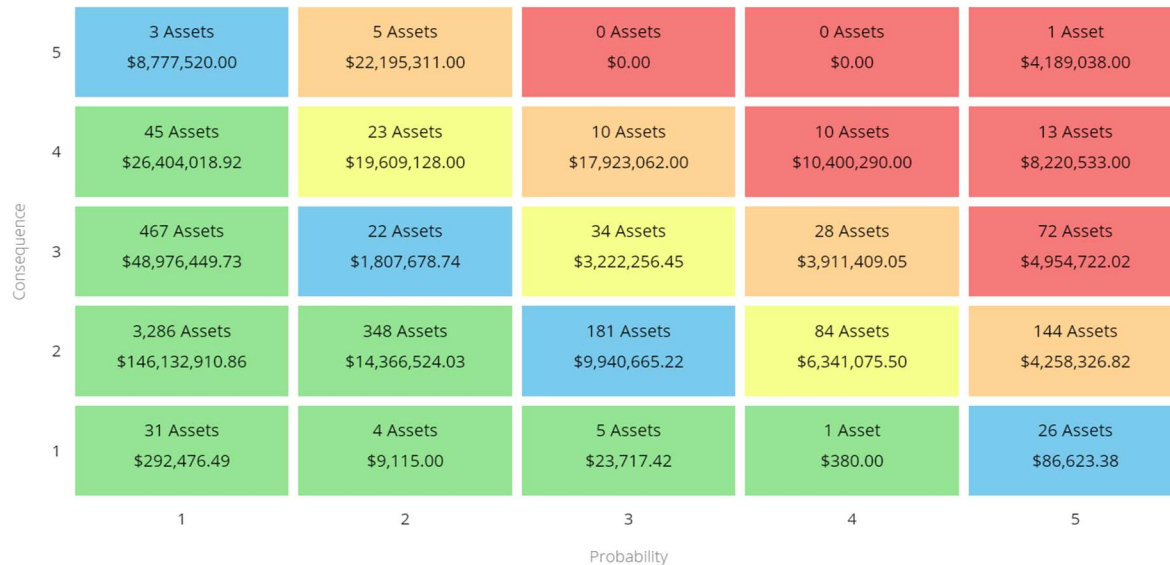 3 Assets
$8,777,520.00
5 Assets
$22,195,311.00
0 Assets
$0.00
0 Assets
$0.00
1 Asset
$4,189,038.00
5
45 Assets
$26,404,018.92
23 Assets
$19,609,128.00
10 Assets
$17,923,062.00
10 Assets
$10,400,290.00
13 Assets
$8,220,533.00
4
467 Assets
$48,976,449.73
22 Assets
$1,807,678.74
34 Assets
$3,222,256.45
28 Assets
$3,911,409.05
72 Assets
$4,954,722.02
3
Consequence
3,286 Assets
$146,132,910.86
348 Assets
$14,366,524.03
181 Assets
$9,940,665.22
84 Assets
$6,341,075.50
144 Assets
$4,258,326.82
2
31 Assets
$292,476.49
4 Assets
$9,115.00
5 Assets
$23,717.42
1 Asset
$380.00
26 Assets
$86,623.38
1
1
2
3
4
5
Probability